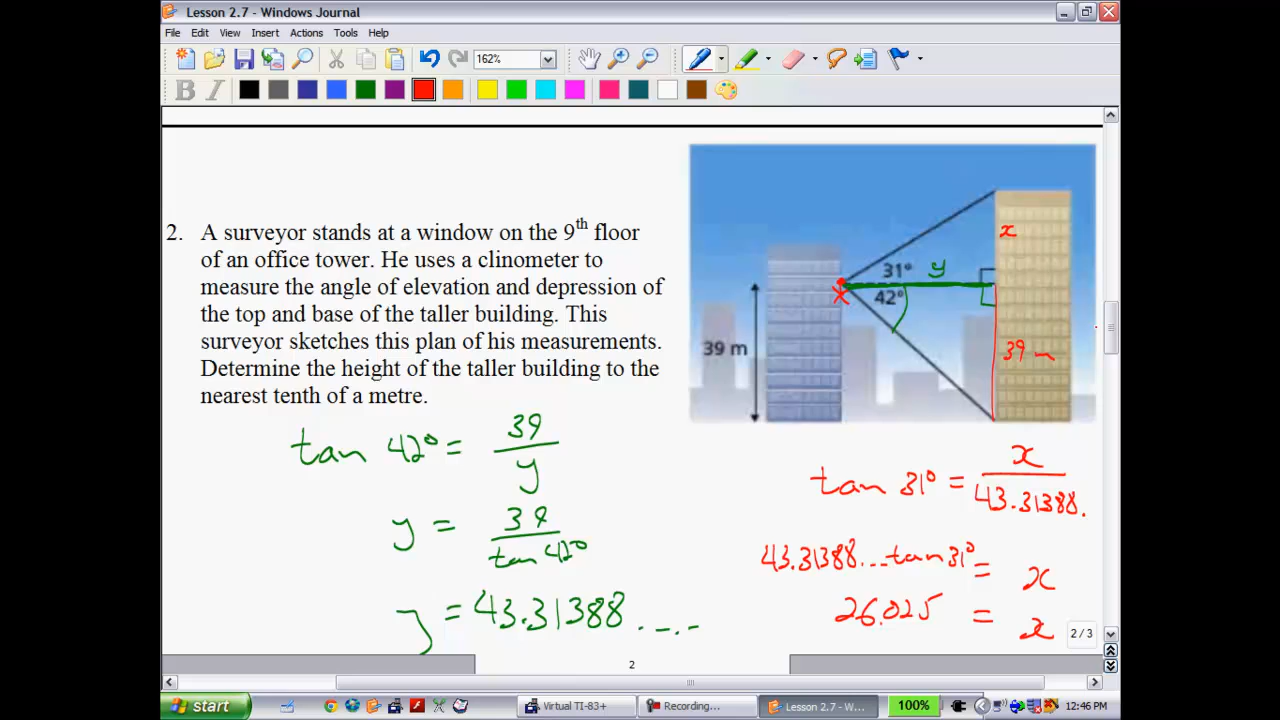 Lesson 2.7 - Windows Journal
File Edit View Insert Actions Tools Help
162%
B I
2. A surveyor stands at a window on the 9th floor
of an office tower. He uses a clinometer to
measure the angle of elevation and depression of
the top and base of the taller building. This
surveyor sketches this plan of his measurements.
Determine the height of the taller building to the
nearest tenth of a metre.
x
31° y
42°
39 m
39 m
tan 42° = 39/y
y = 39/tan 42°
y = 43.31388.....
tan 31° = x/43.31388.
43.31388...tan 31° = x
26.025 = x
2/3
2
start
Virtual TI-83+
Recording...
Lesson 2.7 - W...
100%
12:46 PM